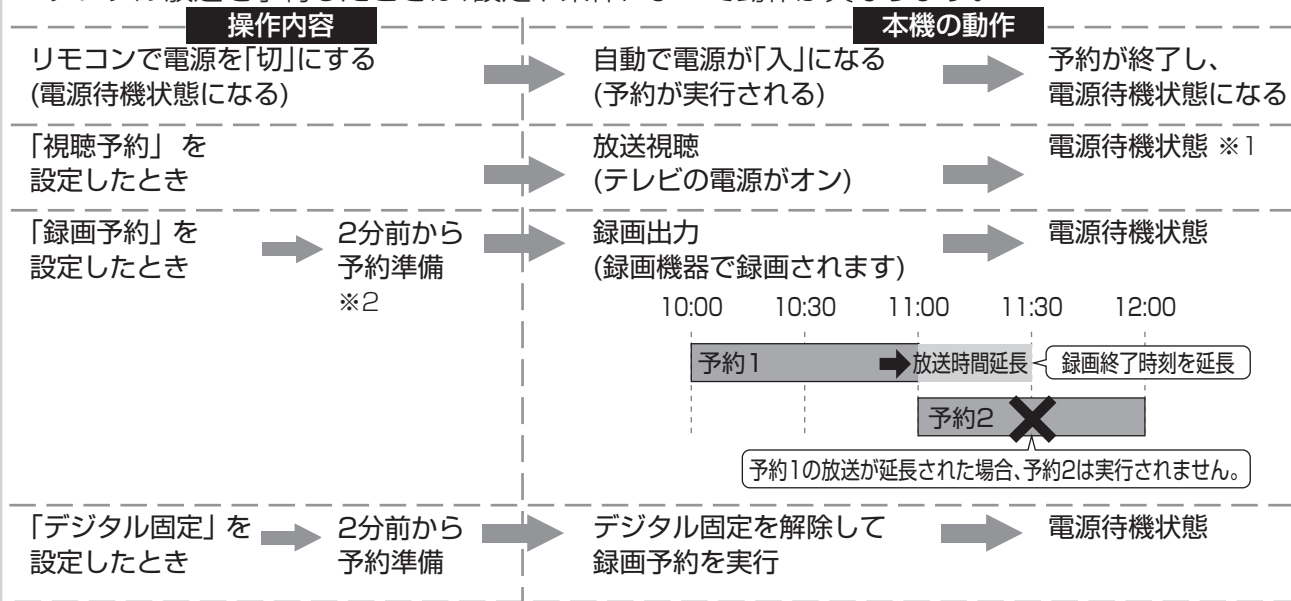 操作内容
本機の動作
リモコンで電源を｢切｣にする
(電源待機状態になる)
自動で電源が｢入｣になる
(予約が実行される)
予約が終了し、
電源待機状態になる
｢視聴予約」を
設定したとき
放送視聴
(テレビの電源がオン)
電源待機状態 ※1
｢録画予約」を
設定したとき
2分前から
予約準備
※2
録画出力
(録画機器で録画されます)
電源待機状態
10:00 10:30 11:00 11:30 12:00
予約1
放送時間延長
録画終了時刻を延長
予約2
予約1の放送が延長された場合､予約2は実行されません｡
｢デジタル固定」を
設定したとき
2分前から
予約準備
デジタル固定を解除して
録画予約を実行
電源待機状態